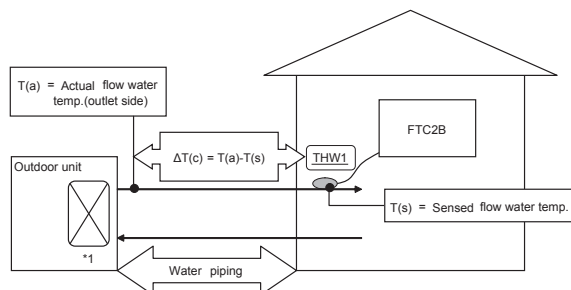 T(a) = Actual flow water
temp.(outlet side)
FTC2B
ΔT(c) = T(a)-T(s)
THW1
Outdoor unit
T(s) = Sensed flow water temp.
*1
Water piping